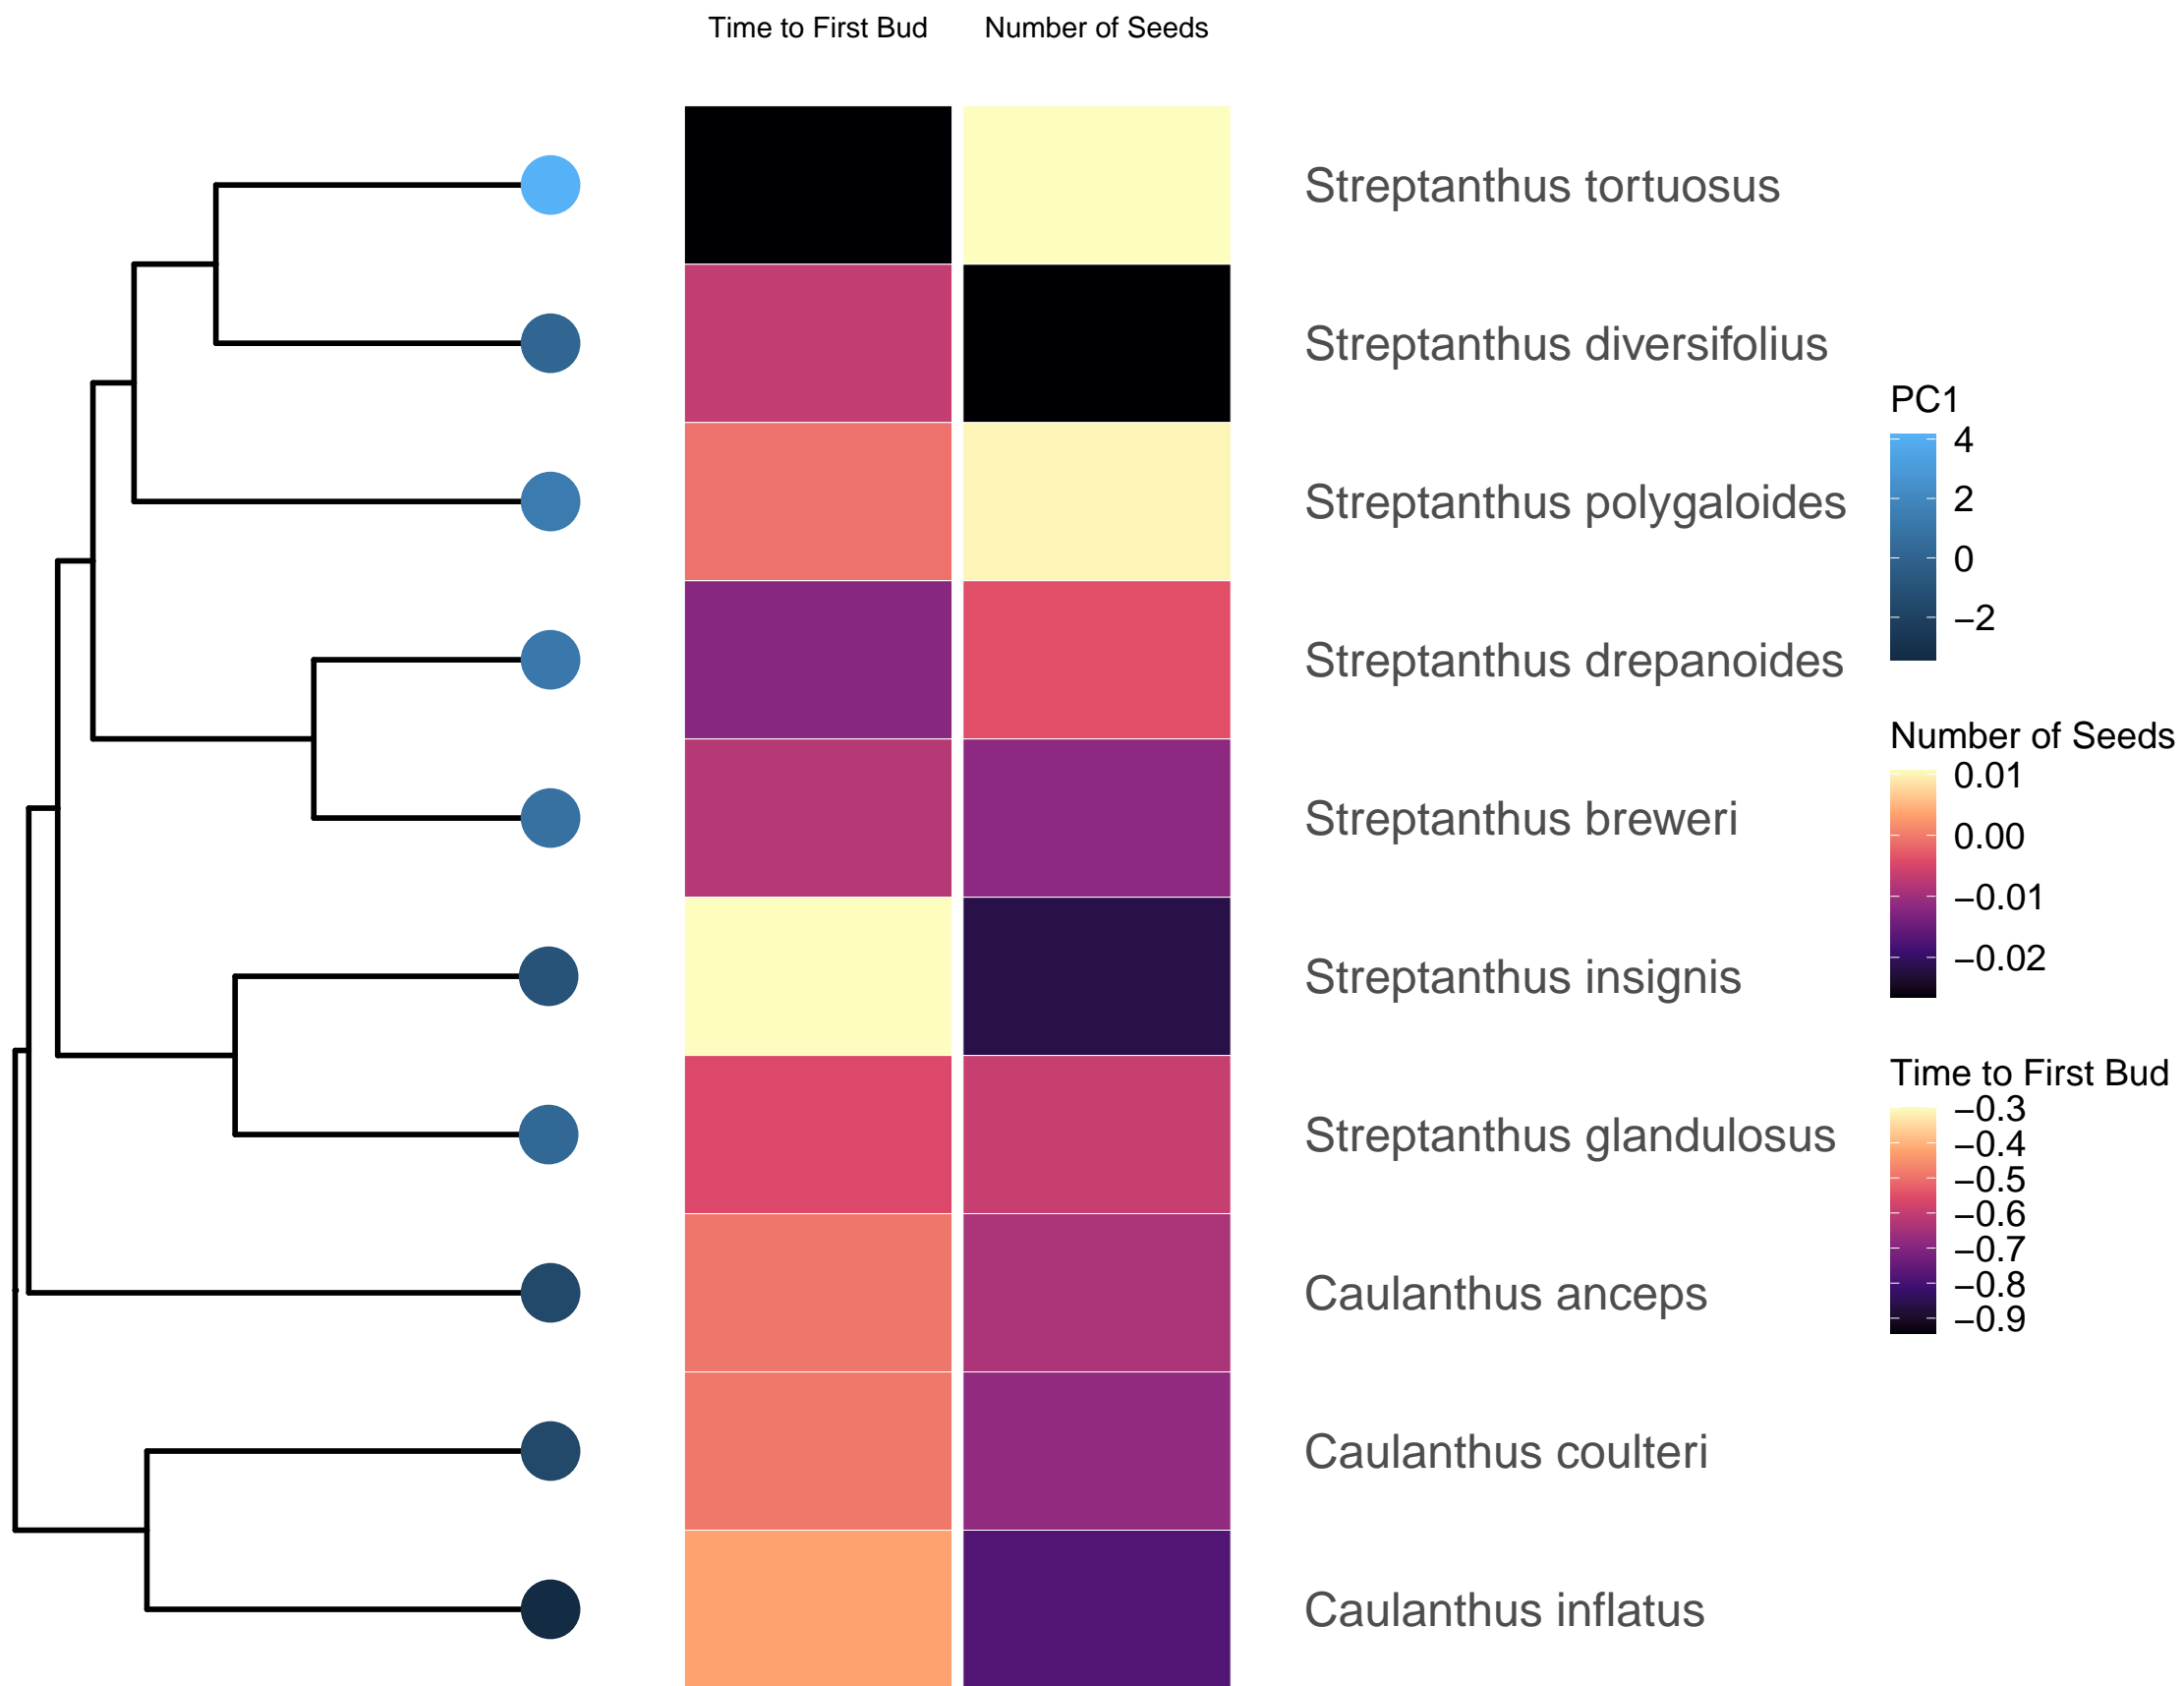 Time to First Bud Number of Seeds
Streptanthus tortuosus
Streptanthus diversifolius
Streptanthus polygaloides
Streptanthus drepanoides
Streptanthus breweri
Streptanthus insignis
Streptanthus glandulosus
Caulanthus anceps
Caulanthus coulteri
Caulanthus inflatus
PC1
4
2
0
−2
Number of Seeds
0.01
0.00
−0.01
−0.02
Time to First Bud
−0.3
−0.4
−0.5
−0.6
−0.7
−0.8
−0.9